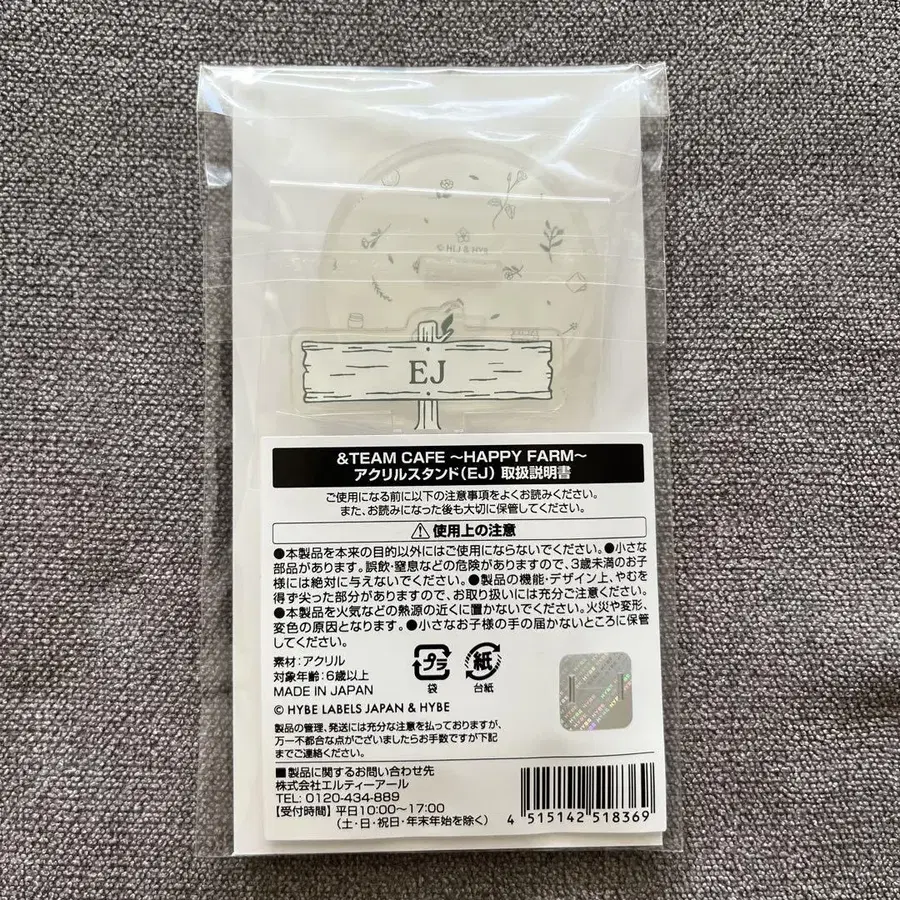 © HLJ & HYBE
EJ
&TEAM CAFE ～HAPPY FARM～
アクリルスタンド(EJ) 取扱説明書
ご使用になる前に以下の注意事項をよくお読みください。
また、お読みになった後も大切に保管してください。
⚠使用上の注意
●本製品を本来の目的以外にはご使用にならないでください。●小さな
部品があります。誤飲・窒息などの危険がありますので、3歳未満のお子
様には絶対に与えないでください。●製品の機能・デザイン上、やむを
得ず尖った部分がありますので、お取り扱いには充分ご注意ください。
●本製品を火気などの熱源の近くに置かないでください。火災や変形、
変色の原因となります。●小さなお子様の手の届かないところに保管
してください。
素材：アクリル
対象年齢：6歳以上
MADE IN JAPAN
プラ
袋
紙
台紙
© HYBE LABELS JAPAN & HYBE
製品の管理、発送には充分な注意を払っておりますが、
万一不都合な点がございましたらお手数ですが下記
までご連絡ください。
■製品に関するお問い合わせ先
株式会社エルティーアール
TEL: 0120-434-889
【受付時間】平日10:00～17:00
（土・日・祝日・年末年始を除く）
4 515142 518369